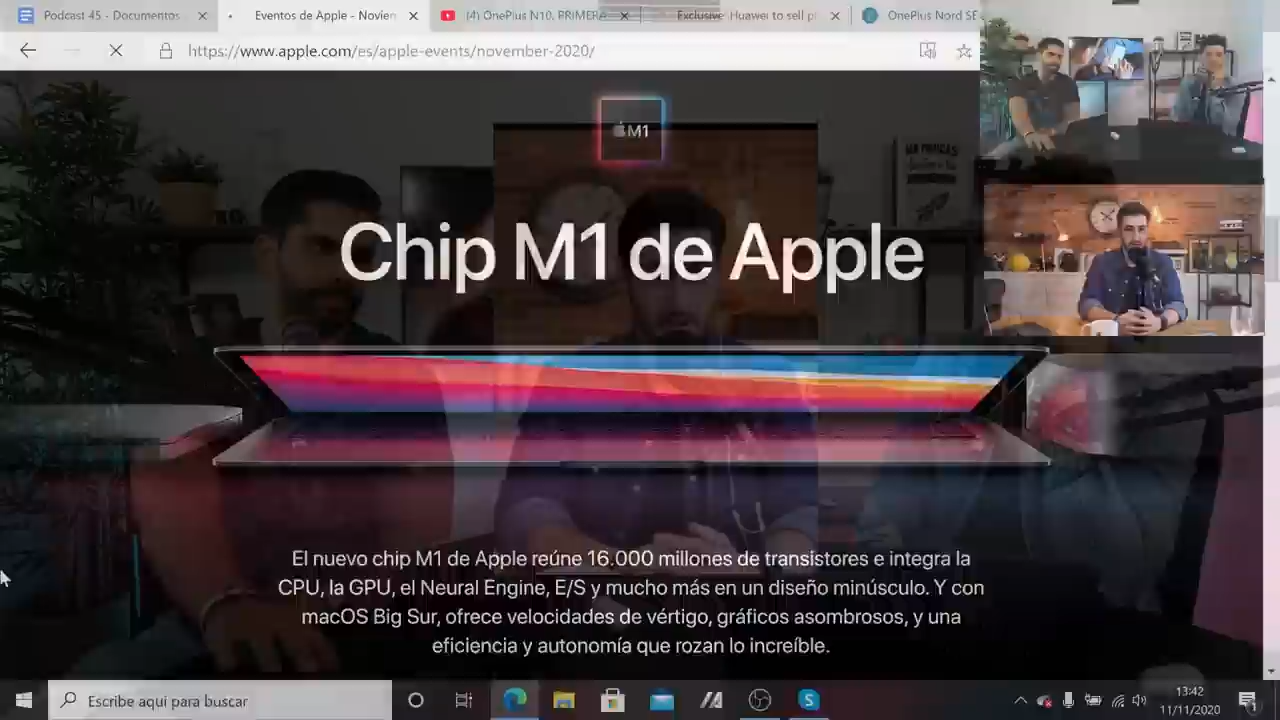 Podcast 45 - Documentos
Eventos de Apple - Novien
(4) OnePlus N10, PRIMERA
Exclusive: Huawei to sell p
OnePlus Nord SE
https://www.apple.com/es/apple-events/november-2020/
M1
Chip M1 de Apple
El nuevo chip M1 de Apple reúne 16.000 millones de transistores e integra la
CPU, la GPU, el Neural Engine, E/S y mucho más en un diseño minúsculo. Y con
macOS Big Sur, ofrece velocidades de vértigo, gráficos asombrosos, y una
eficiencia y autonomía que rozan lo increíble.
Escribe aquí para buscar
13:42
11/11/2020